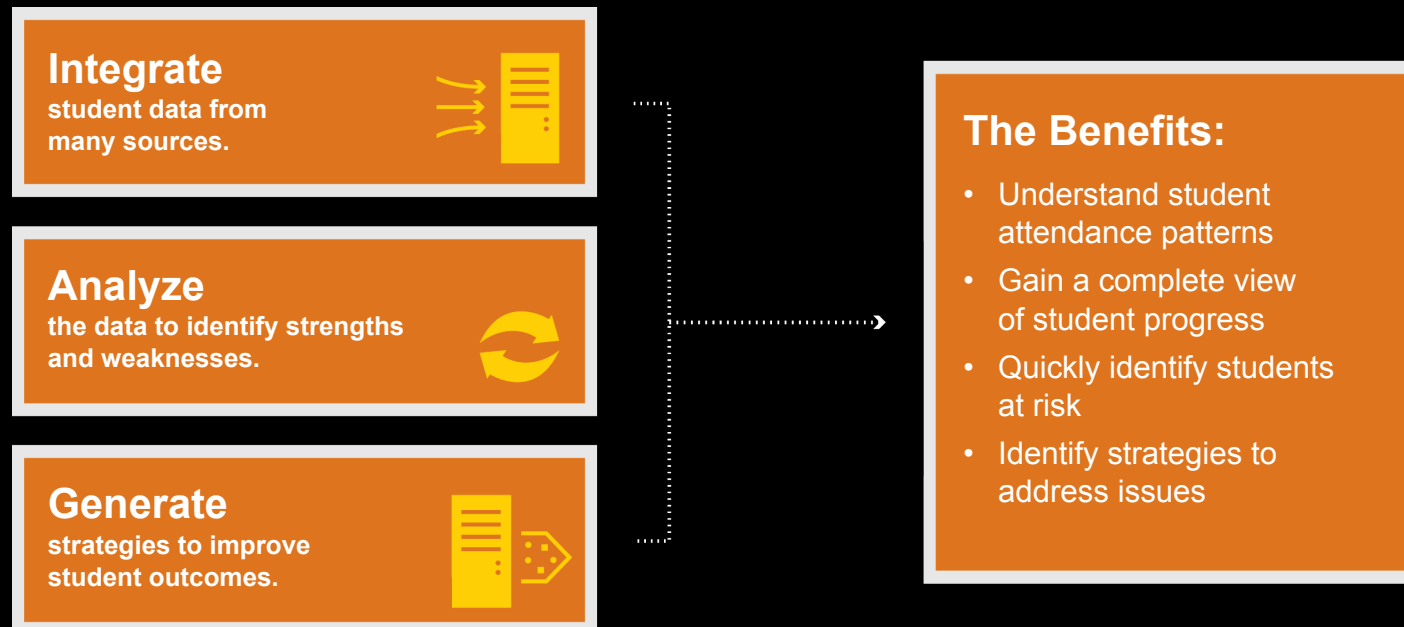 Integrate
student data from
many sources.
Analyze
the data to identify strengths
and weaknesses.
Generate
strategies to improve
student outcomes.
The Benefits:
• Understand student
attendance patterns
• Gain a complete view
of student progress
• Quickly identify students
at risk
• Identify strategies to
address issues